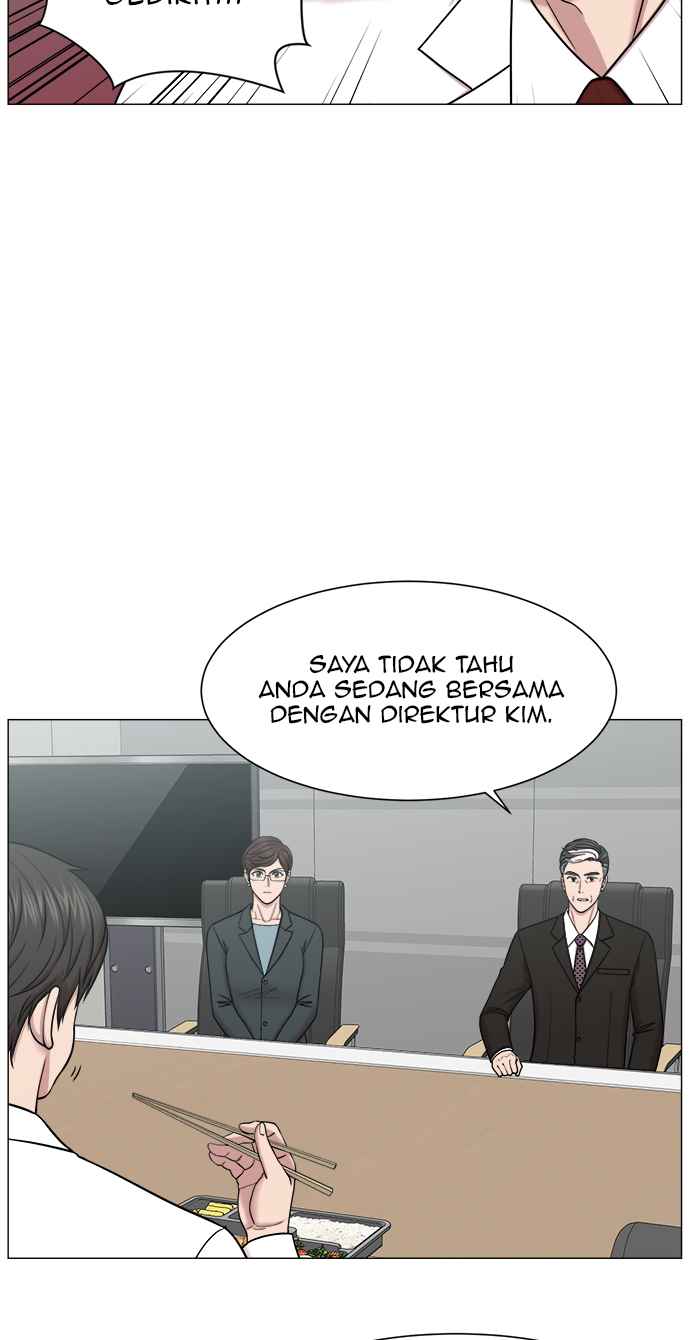 SAYA TIDAK TAHU
ANDA SEDANG BERSAMA
DENGAN DIREKTUR KIM.